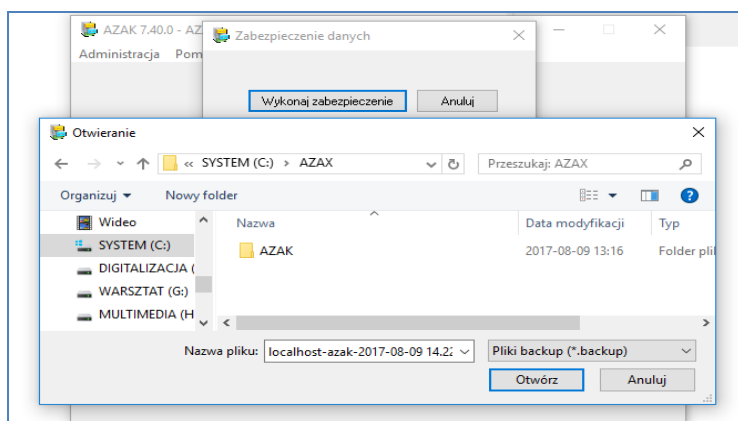 AZAK 7.40.0 - AZ
Zabezpieczenie danych
Administracja Pom
Wykonaj zabezpieczenie
Anuluj
Otwieranie
« SYSTEM (C:) › AZAX
Przeszukaj: AZAX
Organizuj
Nowy folder
Wideo
SYSTEM (C:)
DIGITALIZACJA (
WARSZTAT (G:)
MULTIMEDIA (H
Nazwa
Data modyfikacji
Typ
AZAK
2017-08-09 13:16
Folder pli
Nazwa pliku:
localhost-azak-2017-08-09 14.22
Pliki backup (*.backup)
Otwórz
Anuluj